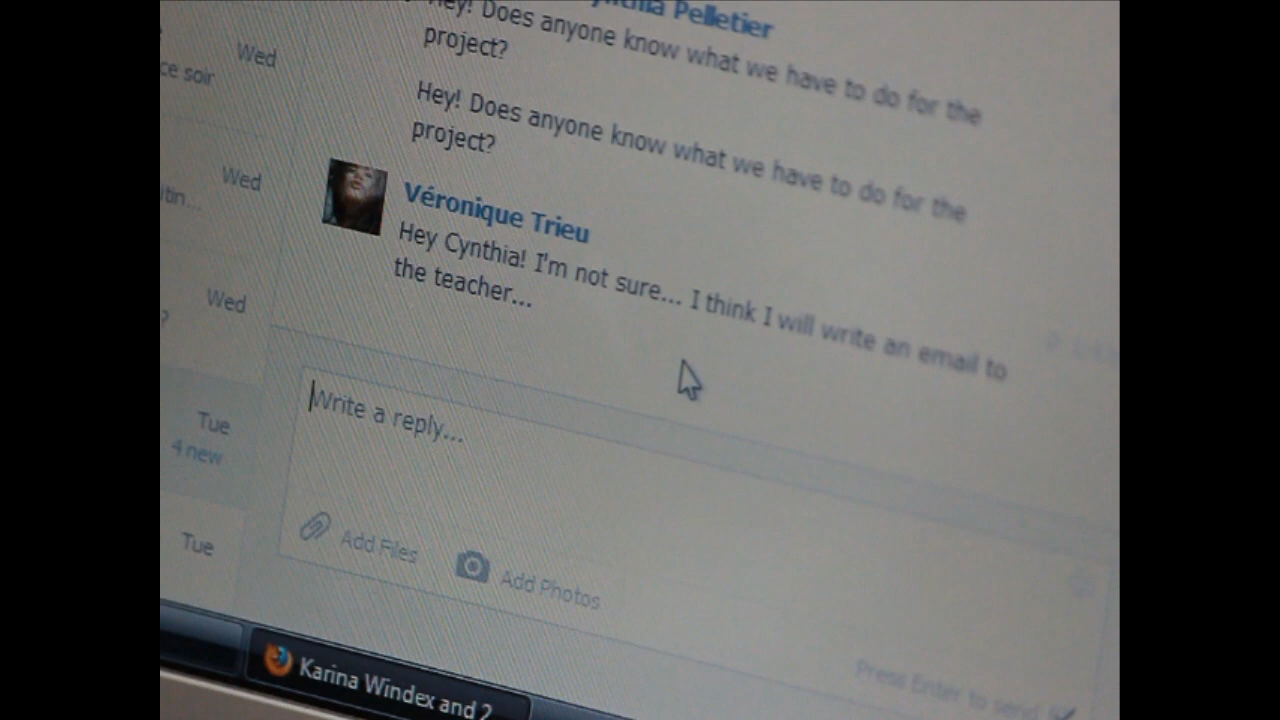 Pelletier
Hey! Does anyone know what we have to do for the
project?
Hey! Does anyone know what we have to do for the
project?
Véronique Trieu
Hey Cynthia! I'm not sure... I think I will write an email to
the teacher...
Write a reply...
Add Files
Add Photos
Press Enter to send
Wed
ce soir
Wed
itin...
Wed
?
Tue
4 new
Tue
Karina Windex and 2